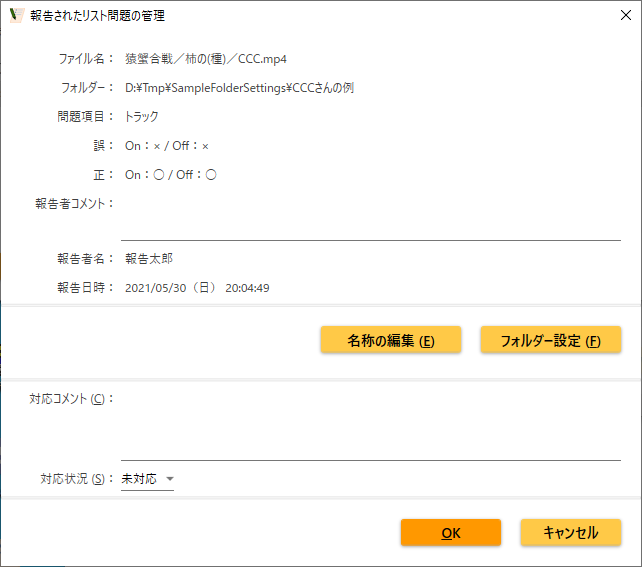 報告されたリスト問題の管理
ファイル名： 猿蟹合戦／柿の(種)／CCC.mp4
フォルダー： D:¥Tmp¥SampleFolderSettings¥CCCさんの例
問題項目： トラック
誤： On：× / Off：×
正： On：○ / Off：○
報告者コメント：
報告者名： 報告太郎
報告日時： 2021/05/30（日） 20:04:49
名称の編集 (E) フォルダー設定 (F)
対応コメント (C)：
対応状況 (S)： 未対応
OK キャンセル